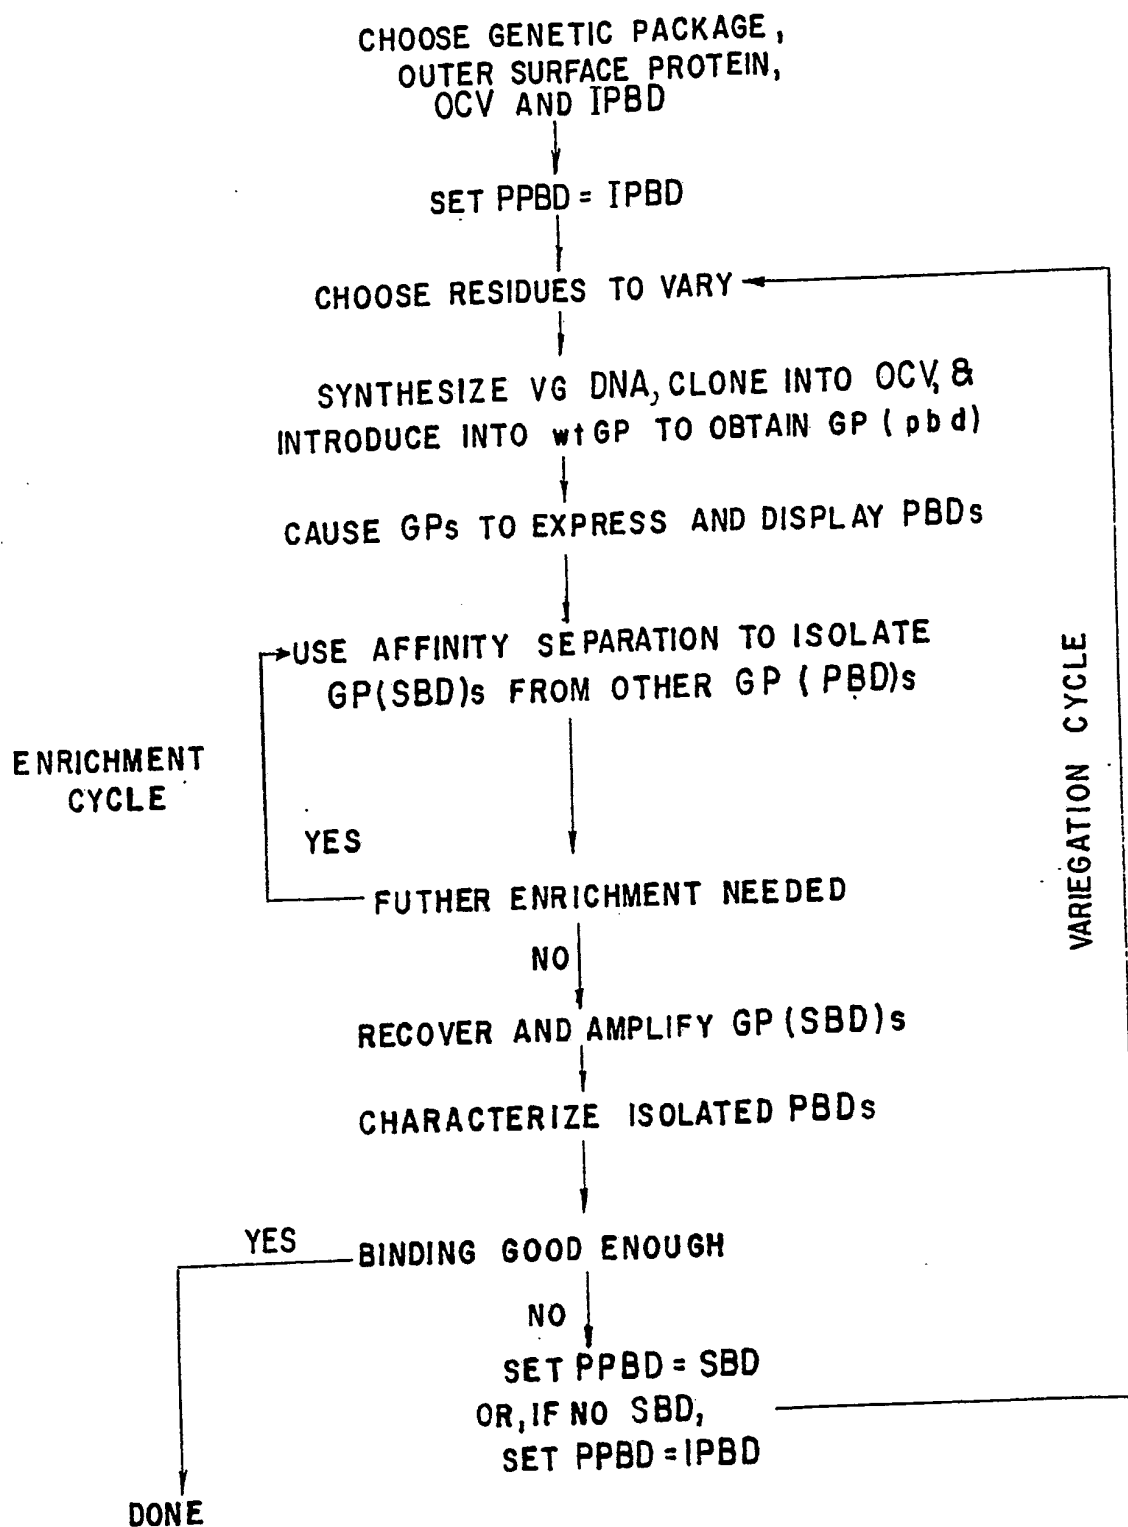 CHOOSE GENETIC PACKAGE,
OUTER SURFACE PROTEIN,
OCV AND IPBD
SET PPBD = IPBD
CHOOSE RESIDUES TO VARY
SYNTHESIZE VG DNA, CLONE INTO OCV, &
INTRODUCE INTO wtGP TO OBTAIN GP (pbd)
CAUSE GPs TO EXPRESS AND DISPLAY PBDs
USE AFFINITY SEPARATION TO ISOLATE
GP(SBD)s FROM OTHER GP (PBD)s
ENRICHMENT
CYCLE
YES
FUTHER ENRICHMENT NEEDED
NO
RECOVER AND AMPLIFY GP (SBD)s
CHARACTERIZE ISOLATED PBDs
YES
BINDING GOOD ENOUGH
NO
SET PPBD = SBD
OR, IF NO SBD,
SET PPBD = IPBD
DONE
VARIEGATION CYCLE